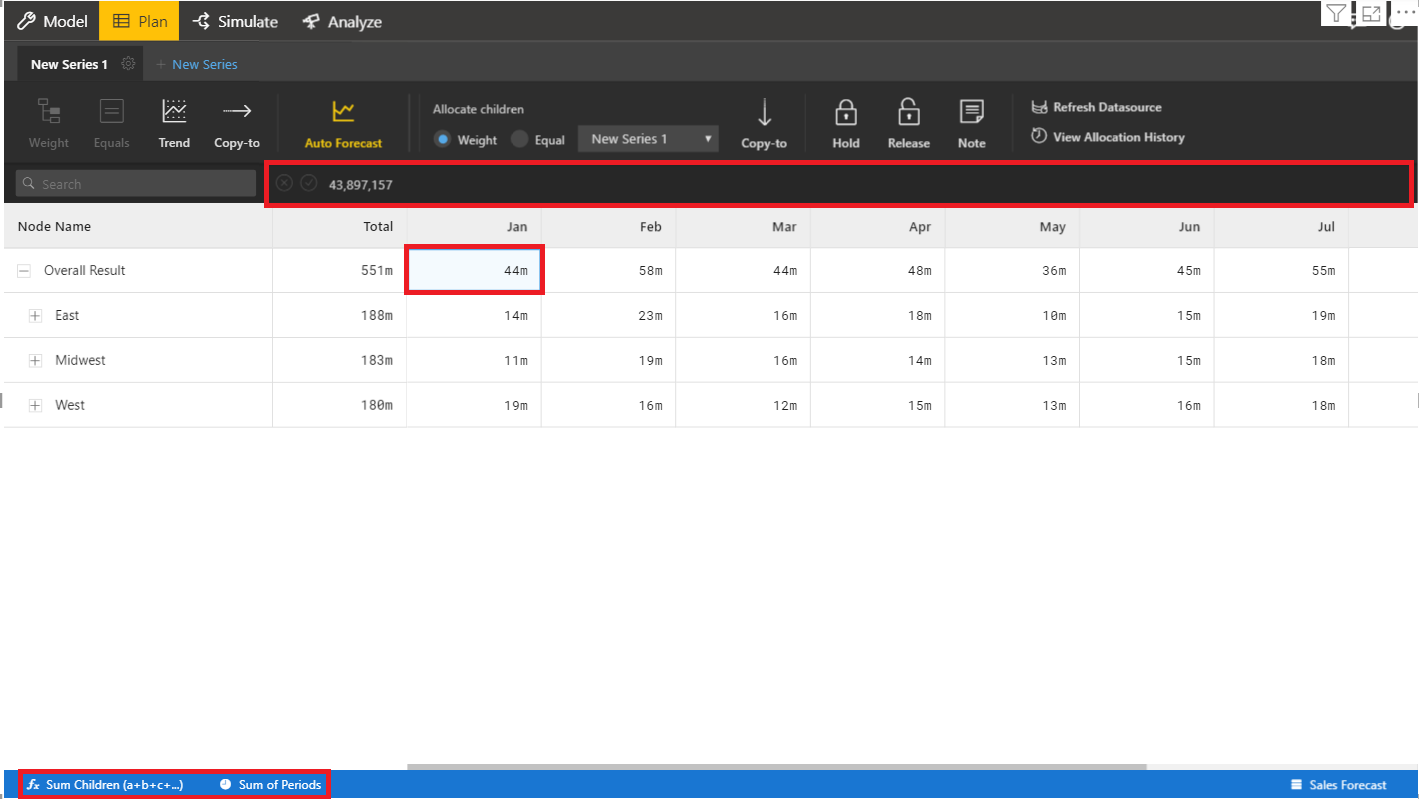 Model Plan Simulate Analyze
New Series 1 + New Series
Allocate children
Weight Equals Trend Copy-to Auto Forecast Weight Equal New Series 1 Copy-to Hold Release Note Refresh Datasource
View Allocation History
Search 43,897,157
Node Name Total Jan Feb Mar Apr May Jun Jul
Overall Result 551m 44m 58m 44m 48m 36m 45m 55m
East 188m 14m 23m 16m 18m 10m 15m 19m
Midwest 183m 11m 19m 16m 14m 13m 15m 18m
West 180m 19m 16m 12m 15m 13m 16m 18m
fx Sum Children (a+b+c+...) Sum of Periods Sales Forecast